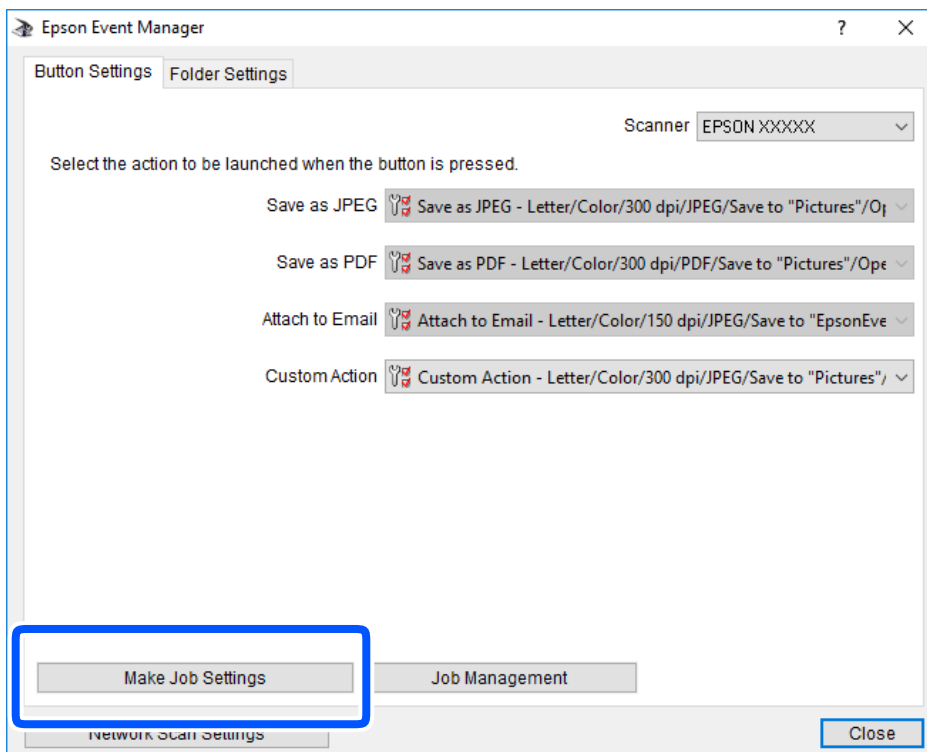 Epson Event Manager ?
Button Settings Folder Settings
Scanner EPSON XXXXX
Select the action to be launched when the button is pressed.
Save as JPEG Save as JPEG - Letter/Color/300 dpi/JPEG/Save to "Pictures"/
Save as PDF Save as PDF - Letter/Color/300 dpi/PDF/Save to "Pictures"/Ope
Attach to Email Attach to Email - Letter/Color/150 dpi/JPEG/Save to "EpsonEve
Custom Action Custom Action - Letter/Color/300 dpi/JPEG/Save to "Pictures"/
Make Job Settings Job Management
Network Scan Settings Close